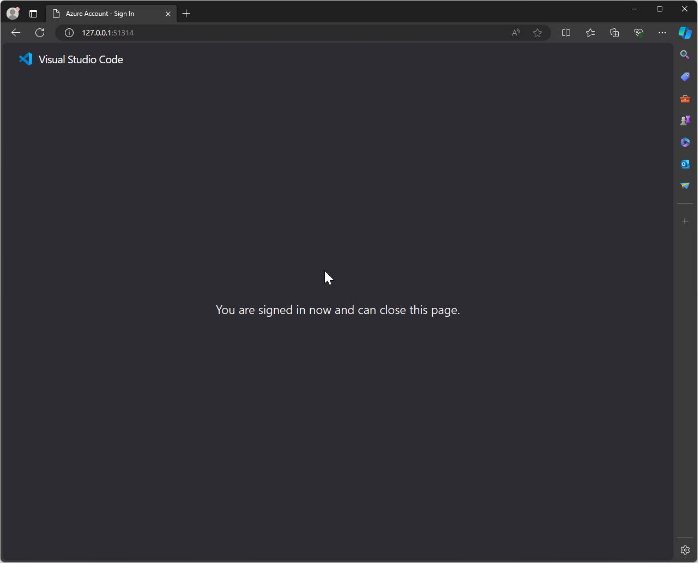 Azure Account - Sign In
127.0.0.1:51314
Visual Studio Code
You are signed in now and can close this page.